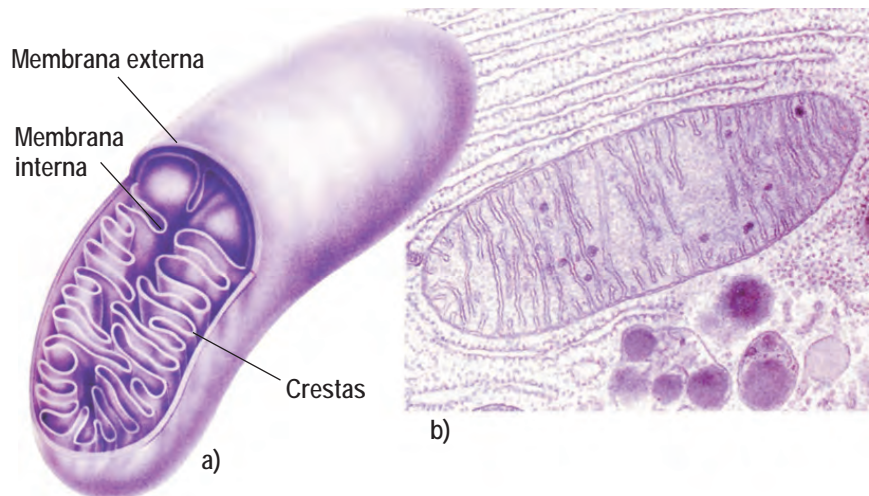 Membrana externa
Membrana
interna
Crestas
a)
b)